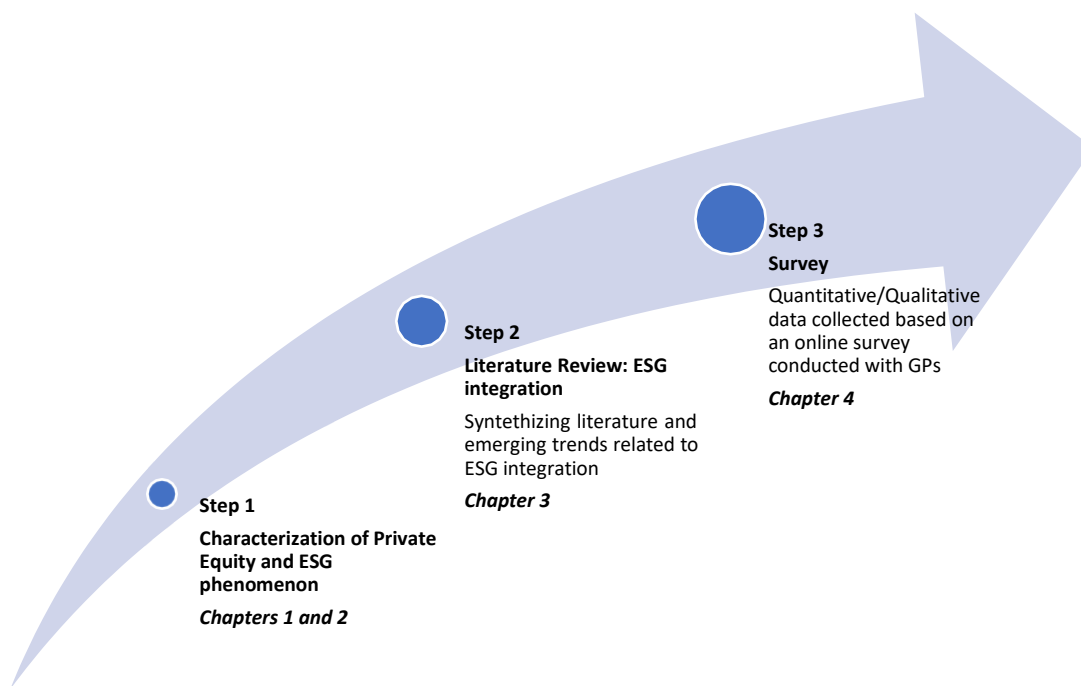 Step 1
Characterization of Private
Equity and ESG
phenomenon
Chapters 1 and 2
Step 2
Literature Review: ESG
integration
Syntethizing literature and
emerging trends related to
ESG integration
Chapter 3
Step 3
Survey
Quantitative/Qualitative
data collected based on
an online survey
conducted with GPs
Chapter 4